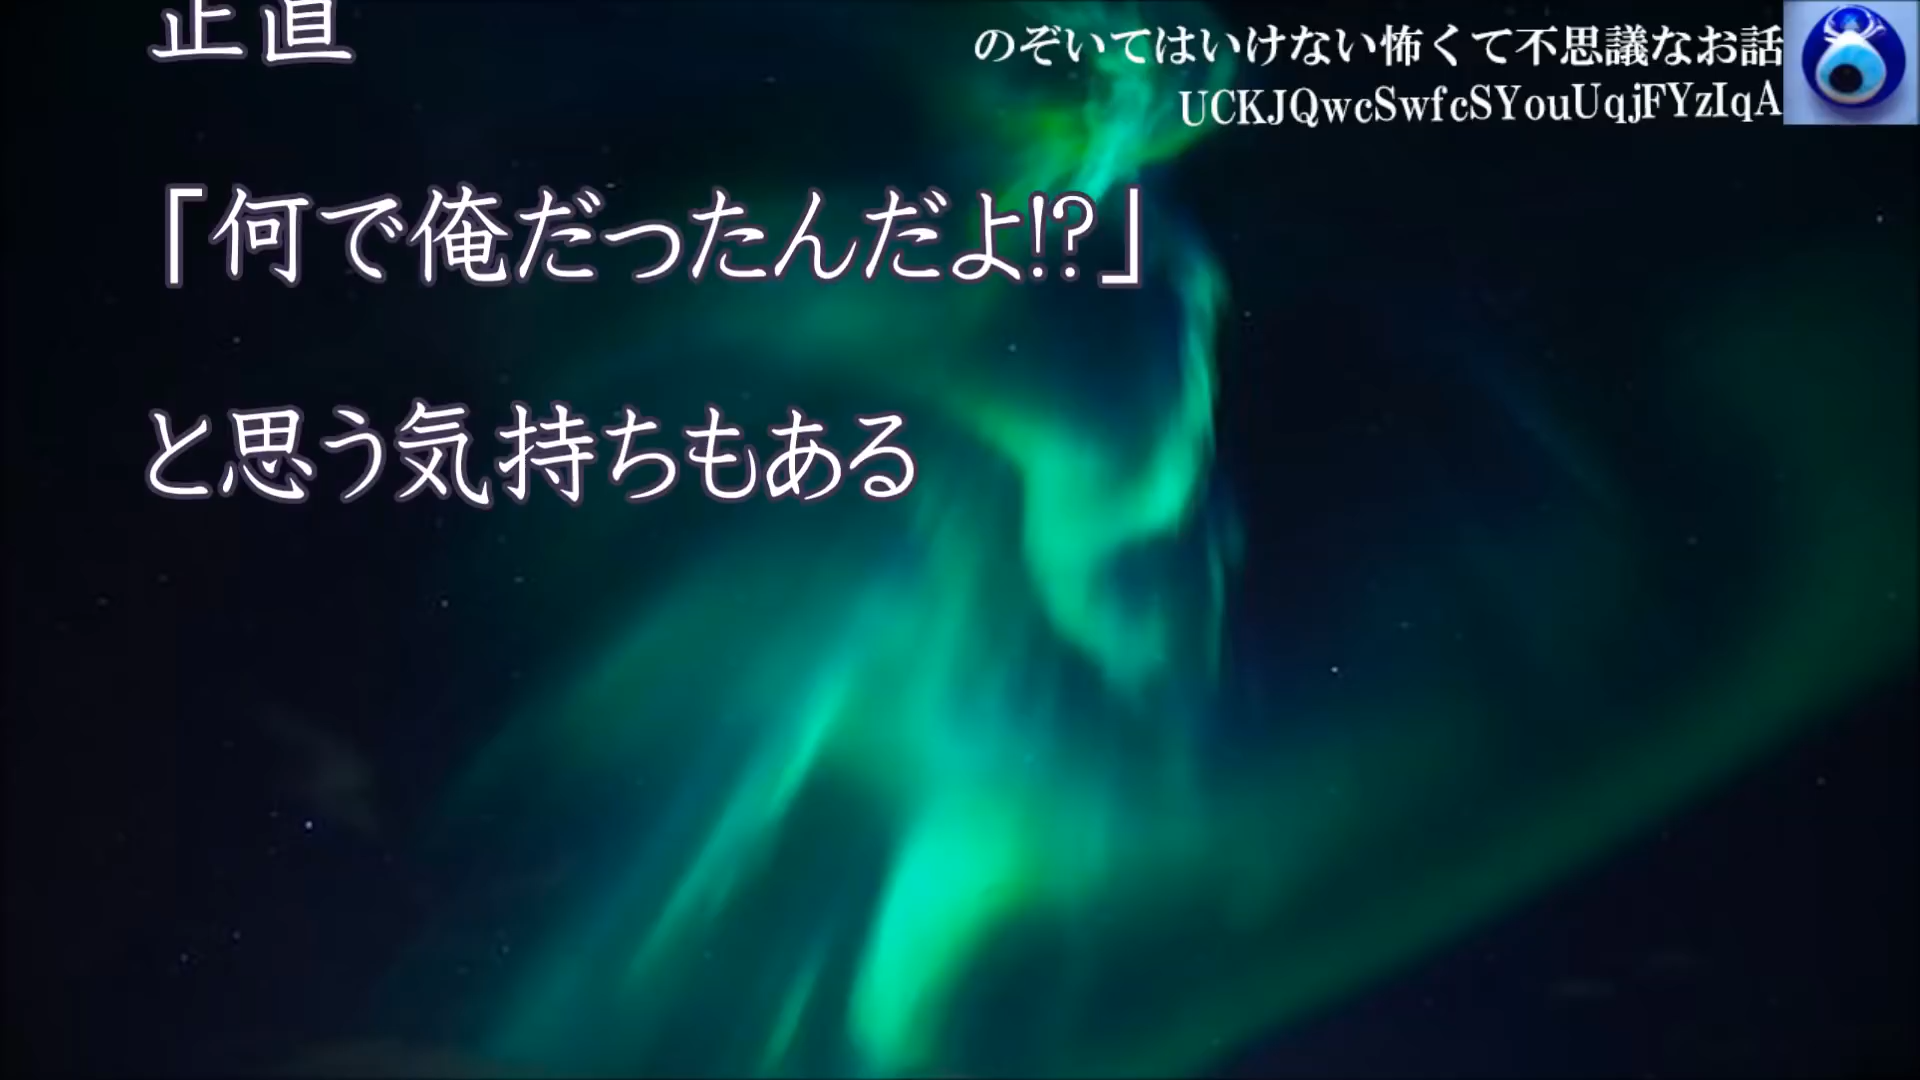 正直
のぞいてはいけない怖くて不思議なお話
UCKJQwcSwfcSYouUqjFYzIqA
「何で俺だったんだよ!?」
と思う気持ちもある